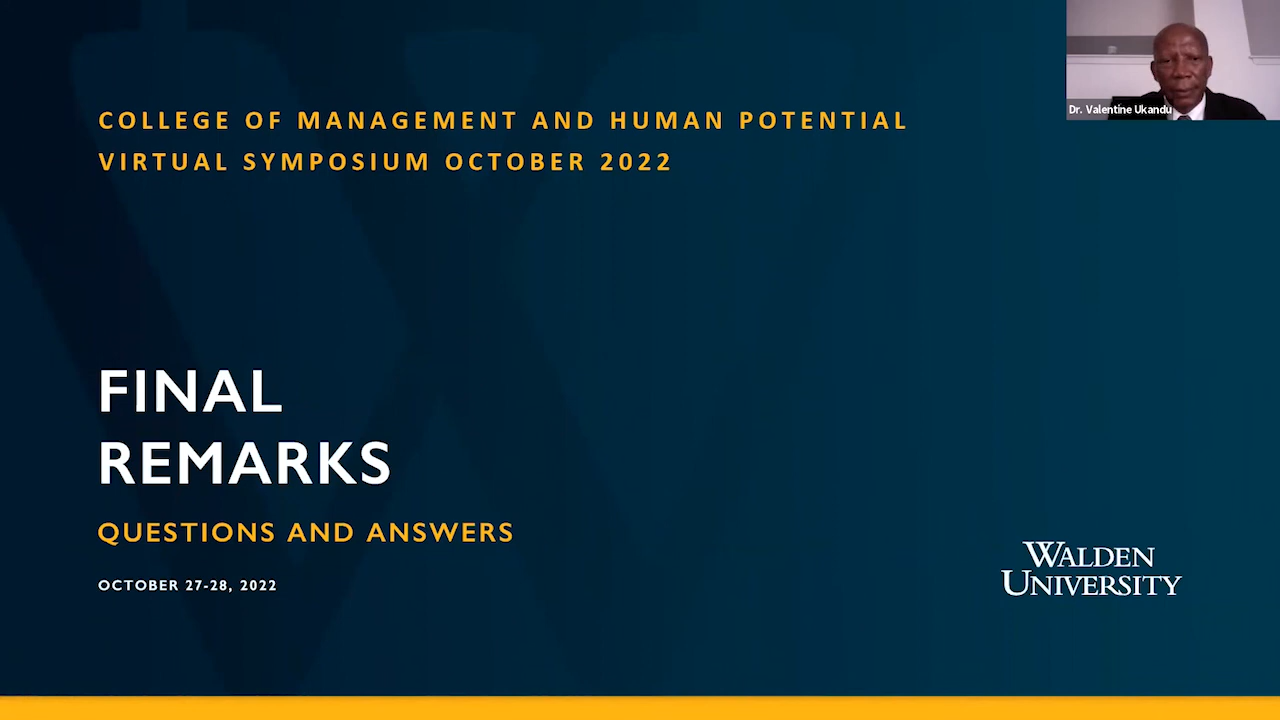 COLLEGE OF MANAGEMENT AND HUMAN POTENTIAL
VIRTUAL SYMPOSIUM OCTOBER 2022
Dr. Valentine Ukandu
FINAL
REMARKS
QUESTIONS AND ANSWERS
OCTOBER 27-28, 2022
WALDEN
UNIVERSITY